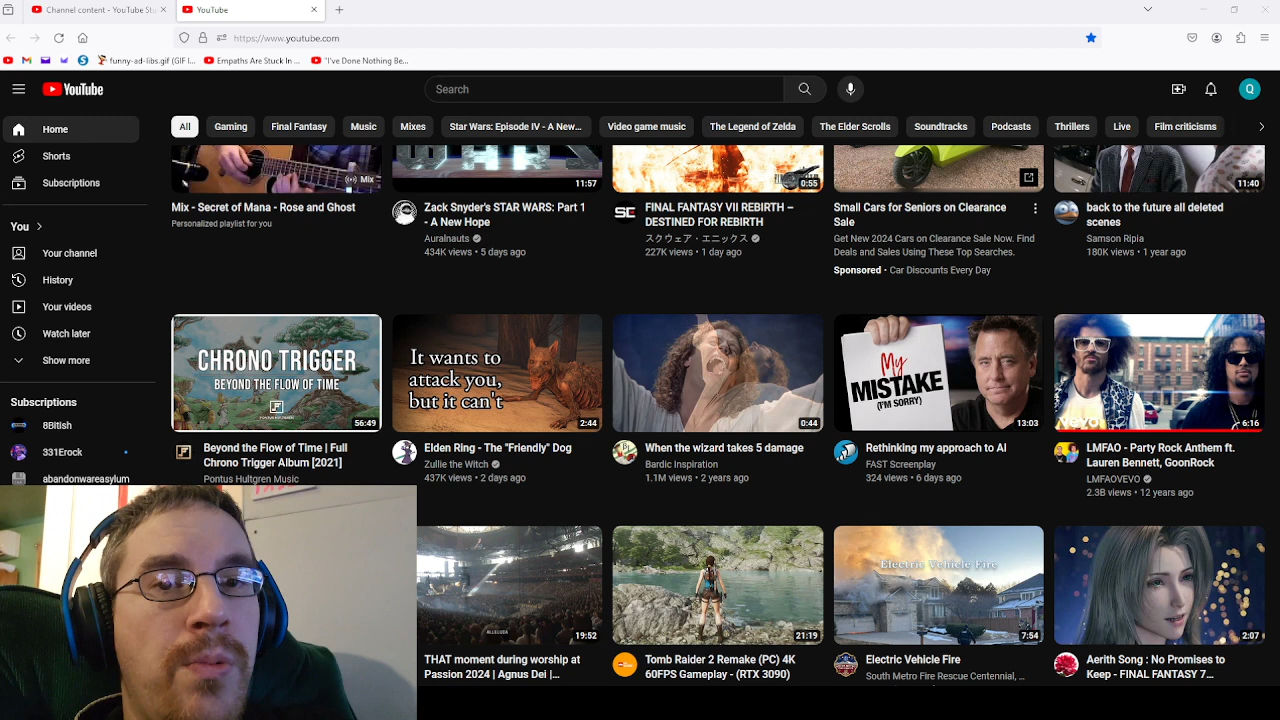 Channel content - YouTube St
YouTube
https://www.youtube.com
funny-ad-libs.gif (GIF I...
Empaths Are Stuck In ...
"I've Done Nothing Be...
YouTube
Search
Q
Home
Shorts
Subscriptions
You
Your channel
History
Your videos
Watch later
Show more
Subscriptions
8Bitish
331Erock
abandonwareasylum
All
Gaming
Final Fantasy
Music
Mixes
Star Wars: Episode IV - A New...
Video game music
The Legend of Zelda
The Elder Scrolls
Soundtracks
Podcasts
Thrillers
Live
Film criticisms
Mix
Mix - Secret of Mana - Rose and Ghost
Personalized playlist for you
11:57
Zack Snyder's STAR WARS: Part 1
- A New Hope
Auralnauts
434K views • 5 days ago
0:55
FINAL FANTASY VII REBIRTH –
DESTINED FOR REBIRTH
スクウェア・エニックス
227K views • 1 day ago
Small Cars for Seniors on Clearance
Sale
Get New 2024 Cars on Clearance Sale Now. Find
Deals and Sales Using These Top Searches.
Sponsored • Car Discounts Every Day
11:40
back to the future all deleted
scenes
Samson Ripia
180K views • 1 year ago
CHRONO TRIGGER
BEYOND THE FLOW OF TIME
56:49
Beyond the Flow of Time | Full
Chrono Trigger Album [2021]
Pontus Hultgren Music
It wants to
attack you,
but it can't
2:44
Elden Ring - The "Friendly" Dog
Zullie the Witch
437K views • 2 days ago
0:44
When the wizard takes 5 damage
Bardic Inspiration
1.1M views • 2 years ago
My
MISTAKE
(I'M SORRY)
13:03
Rethinking my approach to AI
FAST Screenplay
324 views • 6 days ago
vevo
6:16
LMFAO - Party Rock Anthem ft.
Lauren Bennett, GoonRock
LMFAOVEVO
2.3B views • 12 years ago
19:52
THAT moment during worship at
Passion 2024 | Agnus Dei |...
21:19
Tomb Raider 2 Remake (PC) 4K
60FPS Gameplay - (RTX 3090)
Electric Vehicle Fire
7:54
Electric Vehicle Fire
South Metro Fire Rescue Centennial, ...
2:07
Aerith Song : No Promises to
Keep - FINAL FANTASY 7...